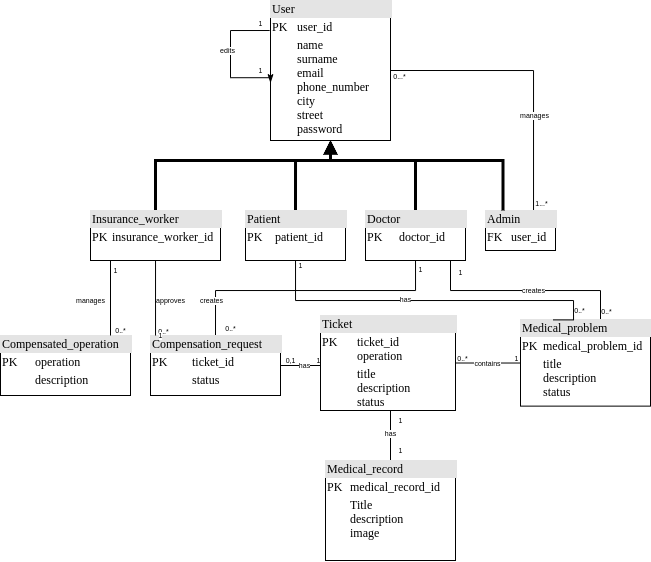 User
PK user_id
name
surname
email
phone_number
city
street
password
1
edits
1
0...*
manages
1...*
Insurance_worker
PK insurance_worker_id
Patient
PK patient_id
Doctor
PK doctor_id
Admin
FK user_id
1
manages
0..*
approves
0..*
1
creates
1
0..*
1
has
0..*
1
creates
0..*
Compensated_operation
PK operation
description
Compensation_request
PK ticket_id
status
0,1
has
1
Ticket
PK ticket_id
operation
title
description
status
0..*
contains
1
Medical_problem
PK medical_problem_id
title
description
status
1
has
1
Medical_record
PK medical_record_id
Title
description
image